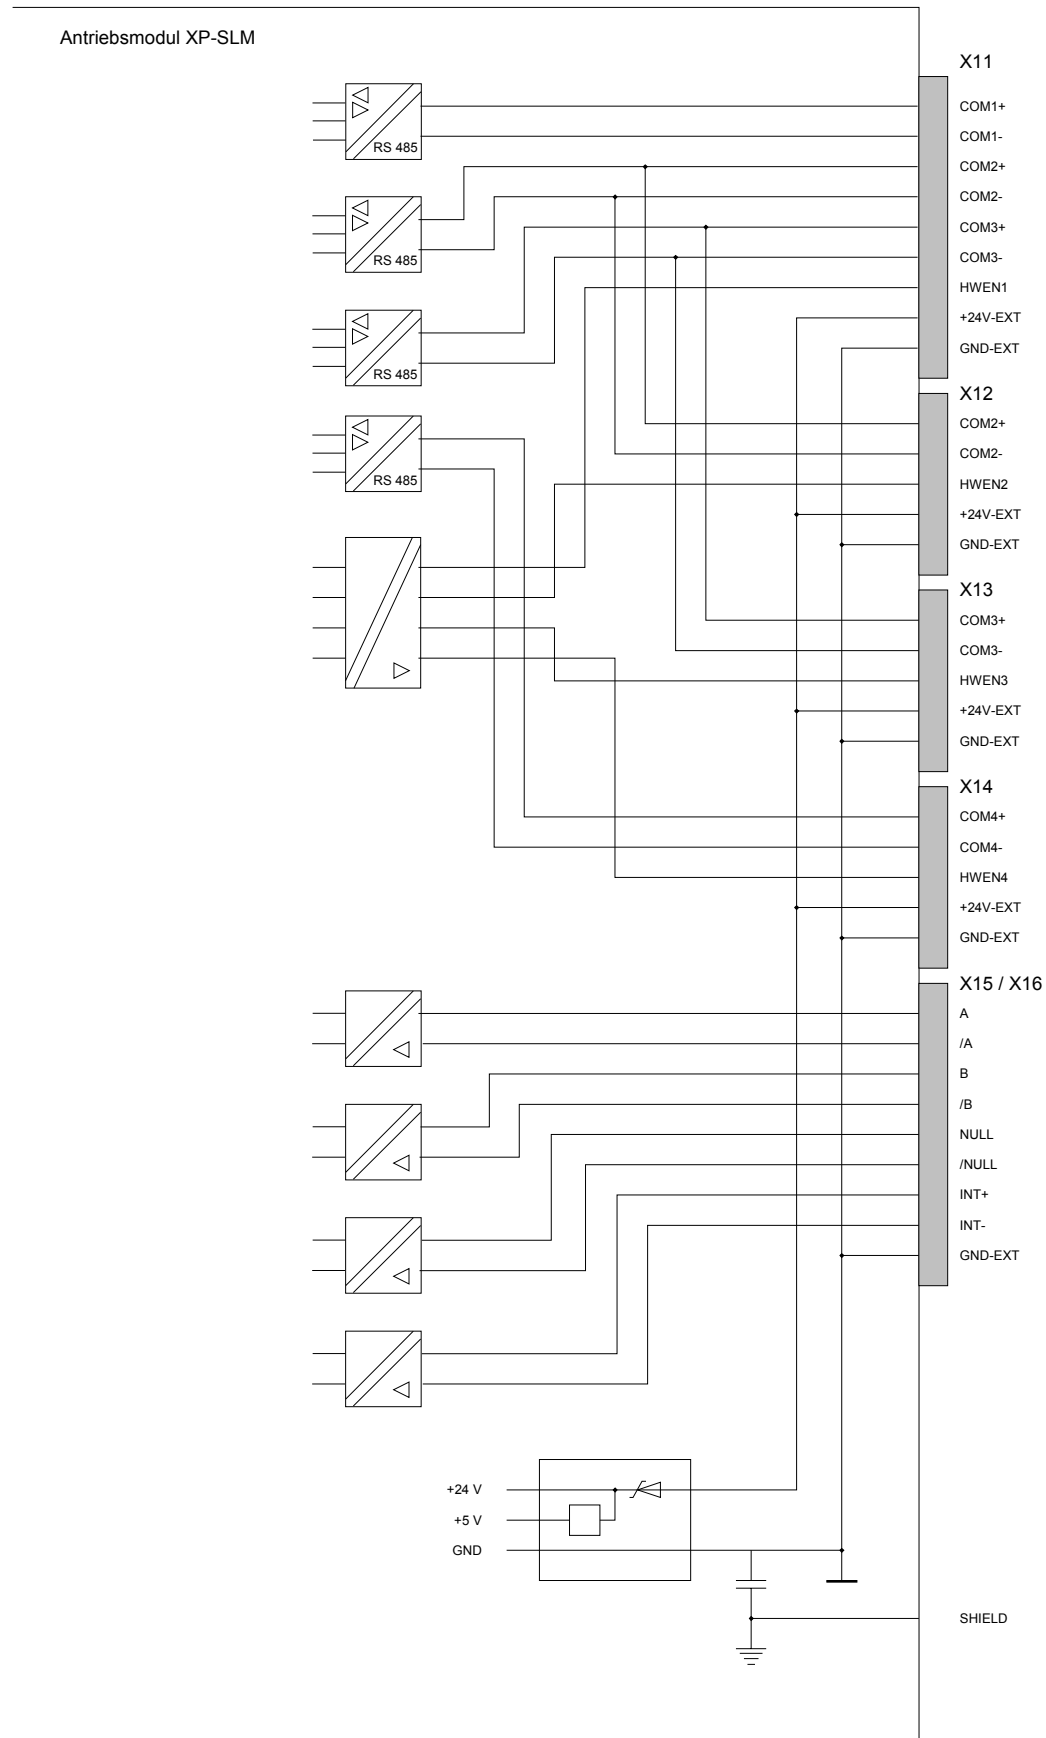 Antriebsmodul XP-SLM
X11
COM1+
COM1-
COM2+
COM2-
COM3+
COM3-
HWEN1
+24V-EXT
GND-EXT
RS 485
RS 485
RS 485
RS 485
X12
COM2+
COM2-
HWEN2
+24V-EXT
GND-EXT
X13
COM3+
COM3-
HWEN3
+24V-EXT
GND-EXT
X14
COM4+
COM4-
HWEN4
+24V-EXT
GND-EXT
X15 / X16
A
/A
B
/B
NULL
/NULL
INT+
INT-
GND-EXT
+24 V
+5 V
GND
SHIELD